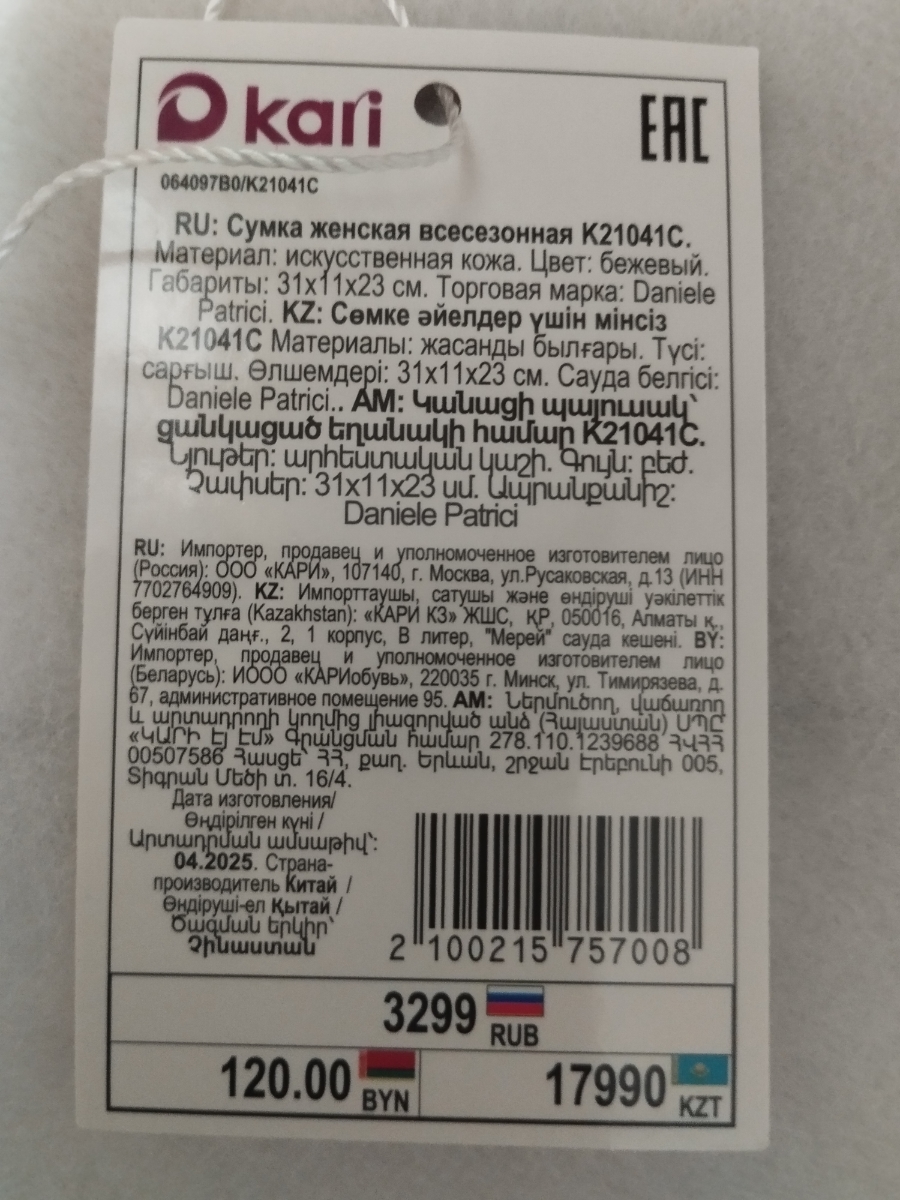 kari
EAC
064097B0/K21041C
RU: Сумка женская всесезонная K21041C.
Материал: искусственная кожа. Цвет: бежевый.
Габариты: 31x11x23 см. Торговая марка: Daniele
Patrici. KZ: Сөмке әйелдер үшін мінсіз
K21041C Материалы: жасанды былғары. Түсі:
сарғыш. Өлшемдері: 31x11x23 см. Сауда белгісі:
Daniele Patrici.. AM: Կանացի պայուսակ՝
ցանկացած եղանակի համար K21041C.
Նյութեր: արհեստական կաշի. Գույն: բեժ.
Չափսեր: 31x11x23 սմ. Ապրանքանիշ:
Daniele Patrici
RU: Импортер, продавец и уполномоченное изготовителем лицо
(Россия): ООО «КАРИ», 107140, г. Москва, ул.Русаковская, д.13 (ИНН
7702764909). KZ: Импорттаушы, сатушы және өндіруші уәкілеттік
берген тұлға (Kazakhstan): «КАРИ КЗ» ЖШС, ҚР, 050016, Алматы қ.,
Сүйінбай даңғ., 2, 1 корпус, В литер, "Мерей" сауда кешені. BY:
Импортер, продавец и уполномоченное изготовителем лицо
(Беларусь): ИООО «КАРИобувь», 220035 г. Минск, ул. Тимирязева, д.
67, административное помещение 95. AM: Ներմուծող, վաճառող
և արտադրողի կողմից լիազորված անձ (Հայաստան) ՍՊԸ
«ԿԱՐԻ ԷՅ ԷՄ» Գրանցման համար 278.110.1239688 ՀՎՀՀ
00507586 Հասցե՝ ՀՀ, քաղ. Երևան, շրջան Էրեբունի 005,
Տիգրան Մեծի տ. 16/4.
Дата изготовления/
Өндірілген күні /
Արտադրման ամսաթիվ՝:
04.2025. Страна-
производитель Китай /
Өндіруші-ел Қытай /
Ծագման երկիր՝
Չինաստան
2 100215 757008
3299 RUB
120.00 BYN
17990 KZT